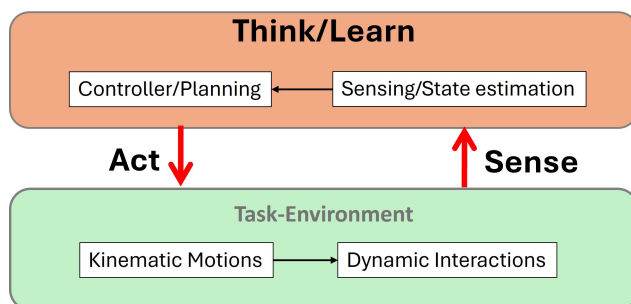 Think/Learn
Controller/Planning
Sensing/State estimation
Act
Sense
Task-Environment
Kinematic Motions
Dynamic Interactions